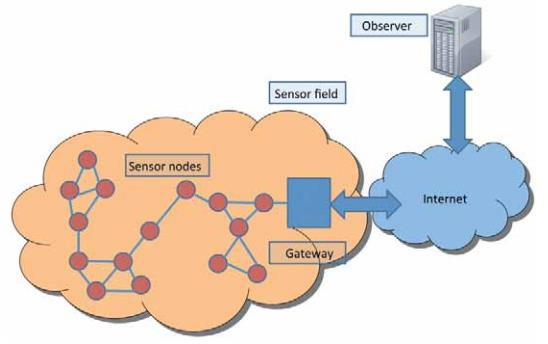 Observer
Sensor field
Sensor nodes
Internet
Gateway